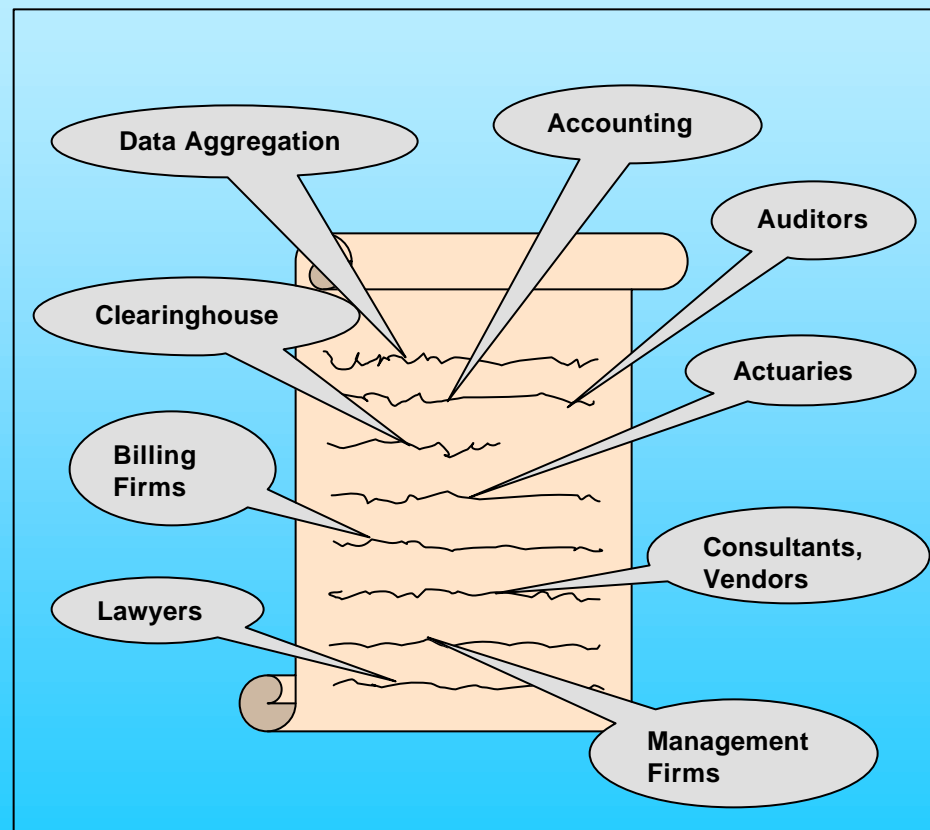 Data Aggregation
Accounting
Auditors
Clearinghouse
Actuaries
Billing
Firms
Consultants,
Vendors
Lawyers
Management
Firms